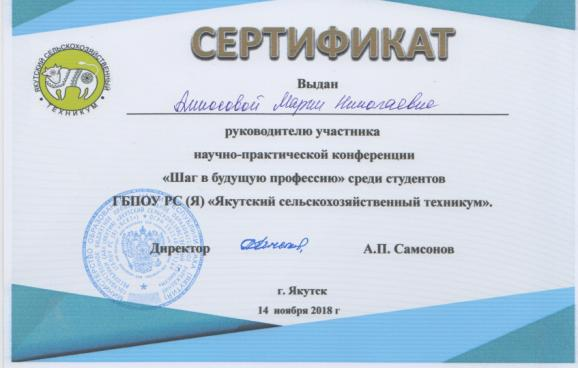 СЕРТИФИКАТ
ЯКУТСКИЙ СЕЛЬСКОХОЗЯЙСТВЕННЫЙ
ТЕХНИКУМ
Выдан
Аммосовой Марии Николаевне
руководителю участника
научно-практической конференции
«Шаг в будущую профессию» среди студентов
ГБПОУ РС (Я) «Якутский сельскохозяйственный техникум».
Директор А.П. Самсонов
г. Якутск
14 ноября 2018 г